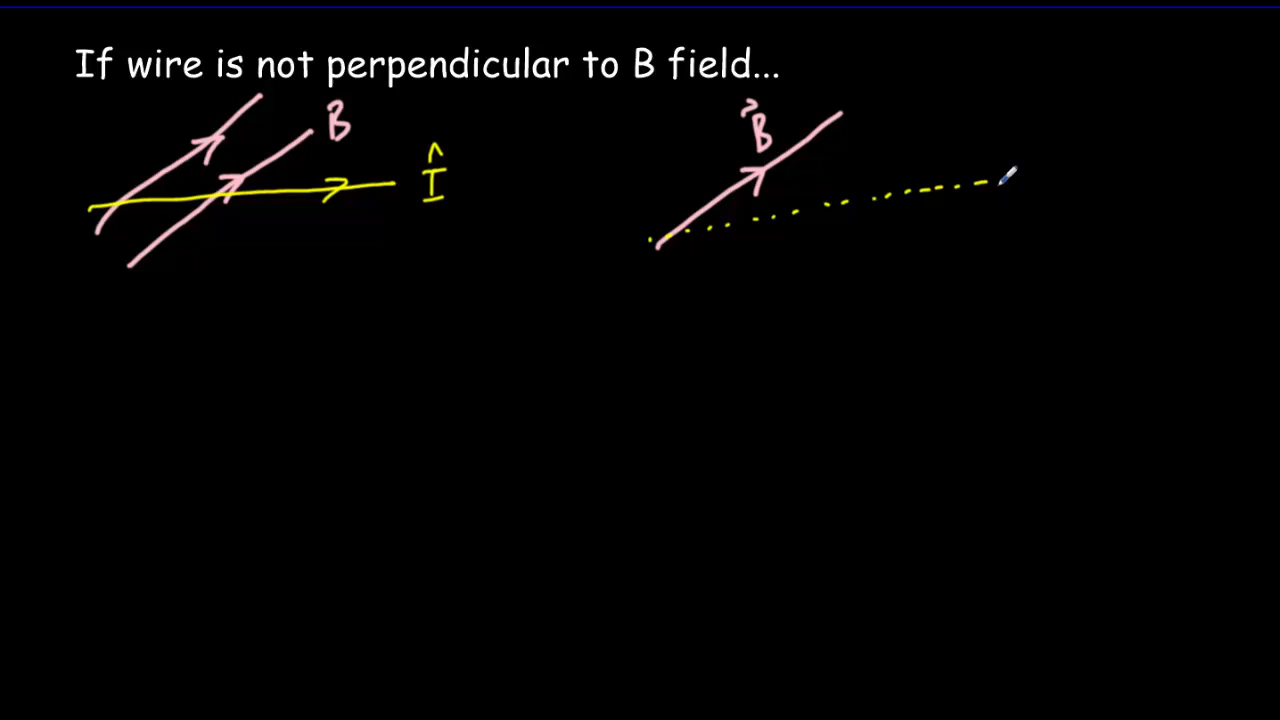 If wire is not perpendicular to B field...
B
Î
B⃗